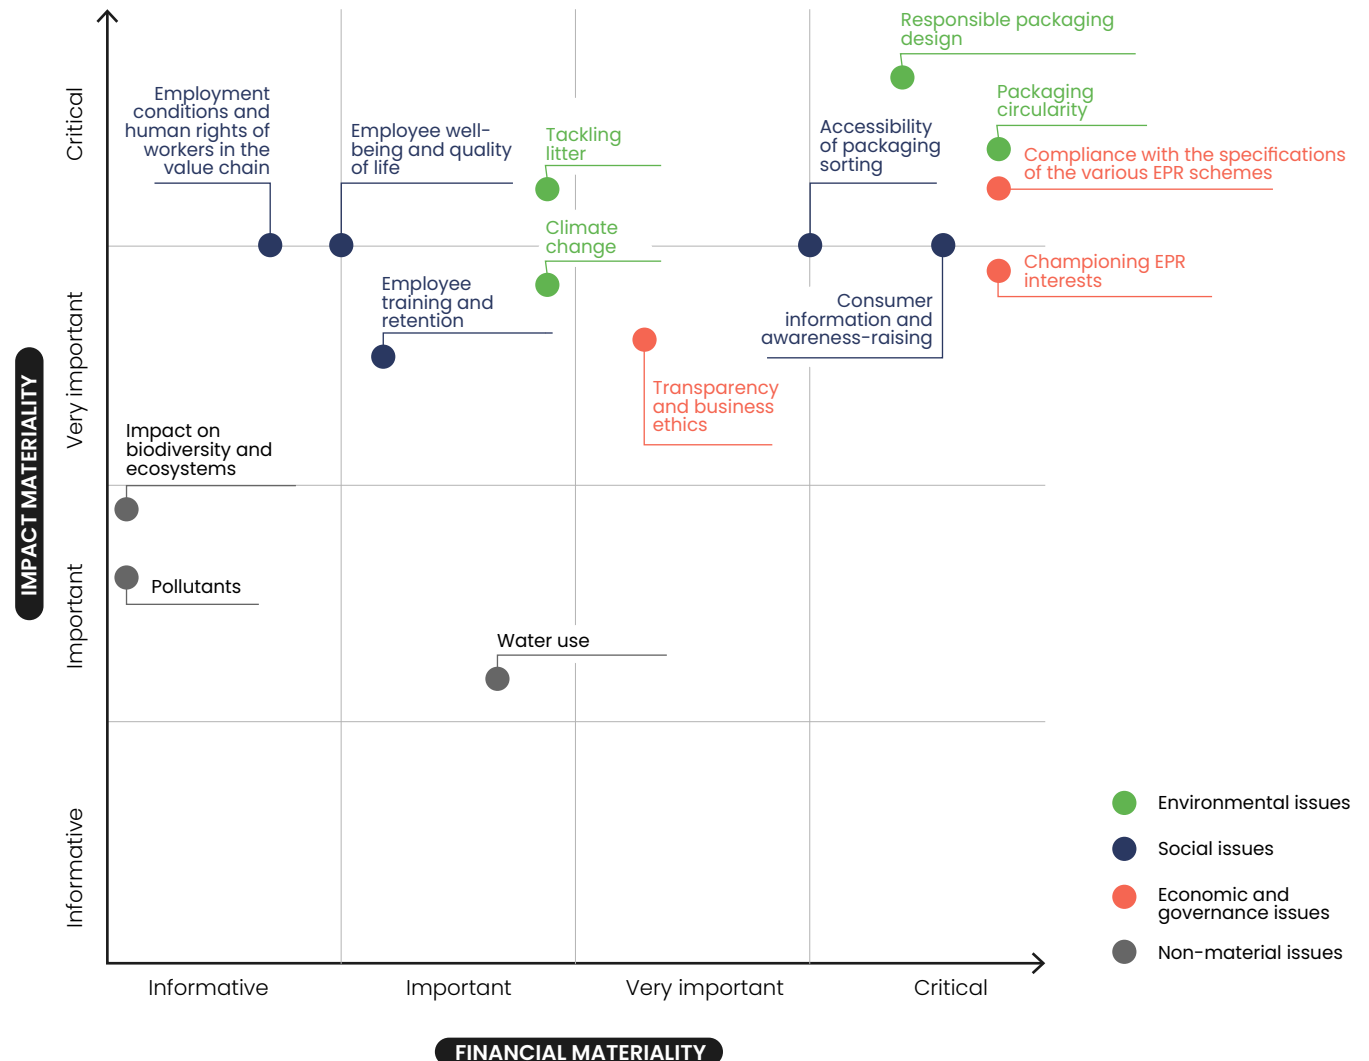 Responsible packaging
design
Packaging
circularity
Employment
conditions and
human rights of
workers in the
value chain
Employee well-
being and quality
of life
Tackling
litter
Accessibility
of packaging
sorting
Compliance with the specifications
of the various EPR schemes
Climate
change
Championing EPR
interests
Employee
training and
retention
Consumer
information and
awareness-raising
Transparency
and business
ethics
Impact on
biodiversity and
ecosystems
Pollutants
Water use
IMPACT MATERIALITY
Critical
Very important
Important
Informative
Informative
Important
Very important
Critical
FINANCIAL MATERIALITY
Environmental issues
Social issues
Economic and
governance issues
Non-material issues